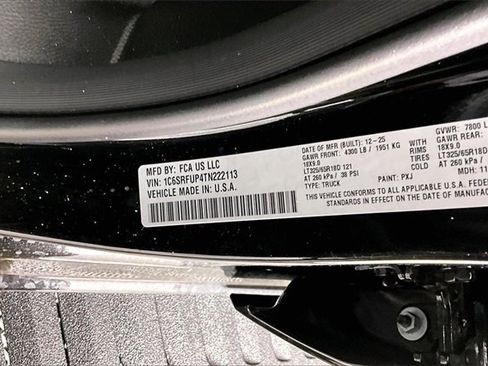 MFD BY: FCA US LLC
VIN: 1C6SRFUP4TN222113
VEHICLE MADE IN: U.S.A.
DATE OF MFR (BUILT): 12-25
GAWR FRONT: 4300 LB / 1951 KG
18X9.0
LT325/65R18D 121
AT 260 kPa / 38 PSI
TYPE: TRUCK
WITH
RIMS
TIRES
PAINT: PXJ
GVWR: 7800 L
GAWR REAR:
18X9.0
LT325/65R18D
AT 260 kPa /
MDH: 11
THIS VEHICLE CONFORMS TO ALL APPLICABLE
U.S.A. IN EFFECT ON THE DATE OF MANUFAC